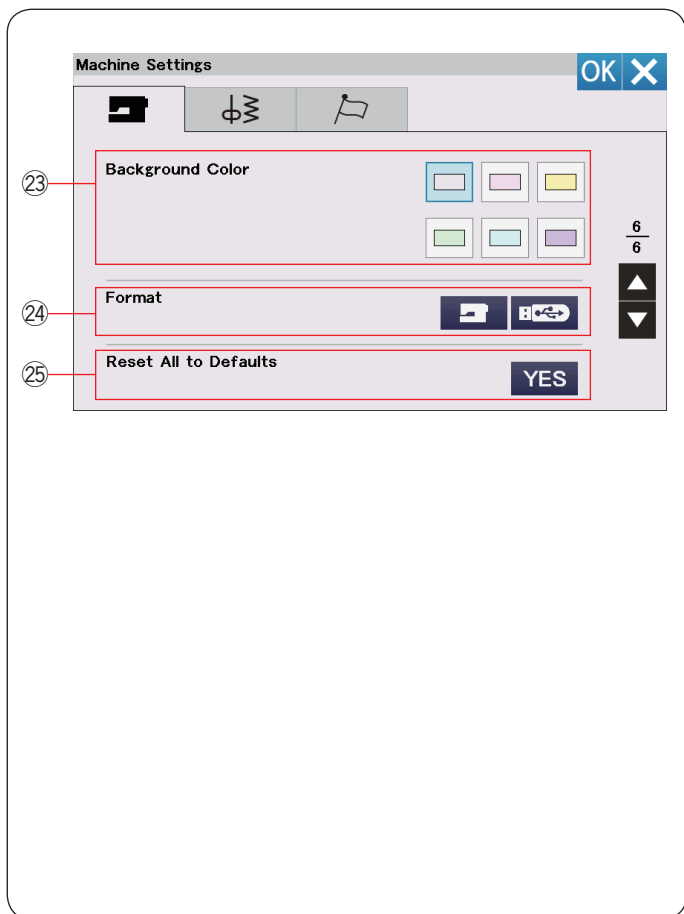 Machine Settings
OK X
㉓
Background Color
6
6
㉔
Format
㉕
Reset All to Defaults
YES